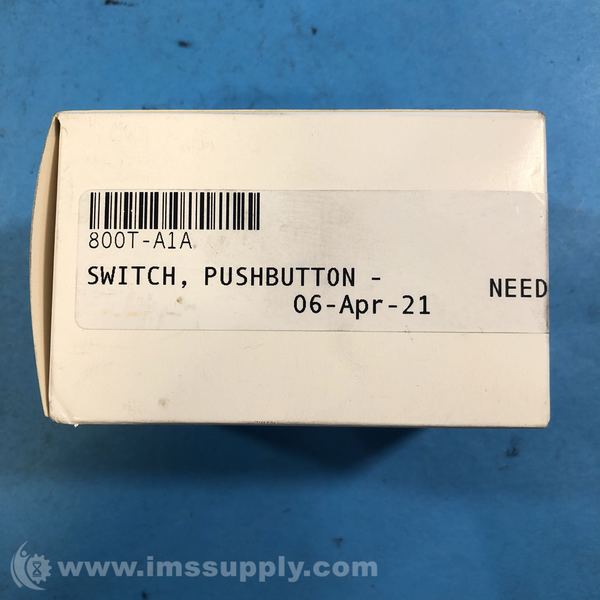 800T-A1A
SWITCH, PUSHBUTTON -
06-Apr-21 NEED
www.imssupply.com